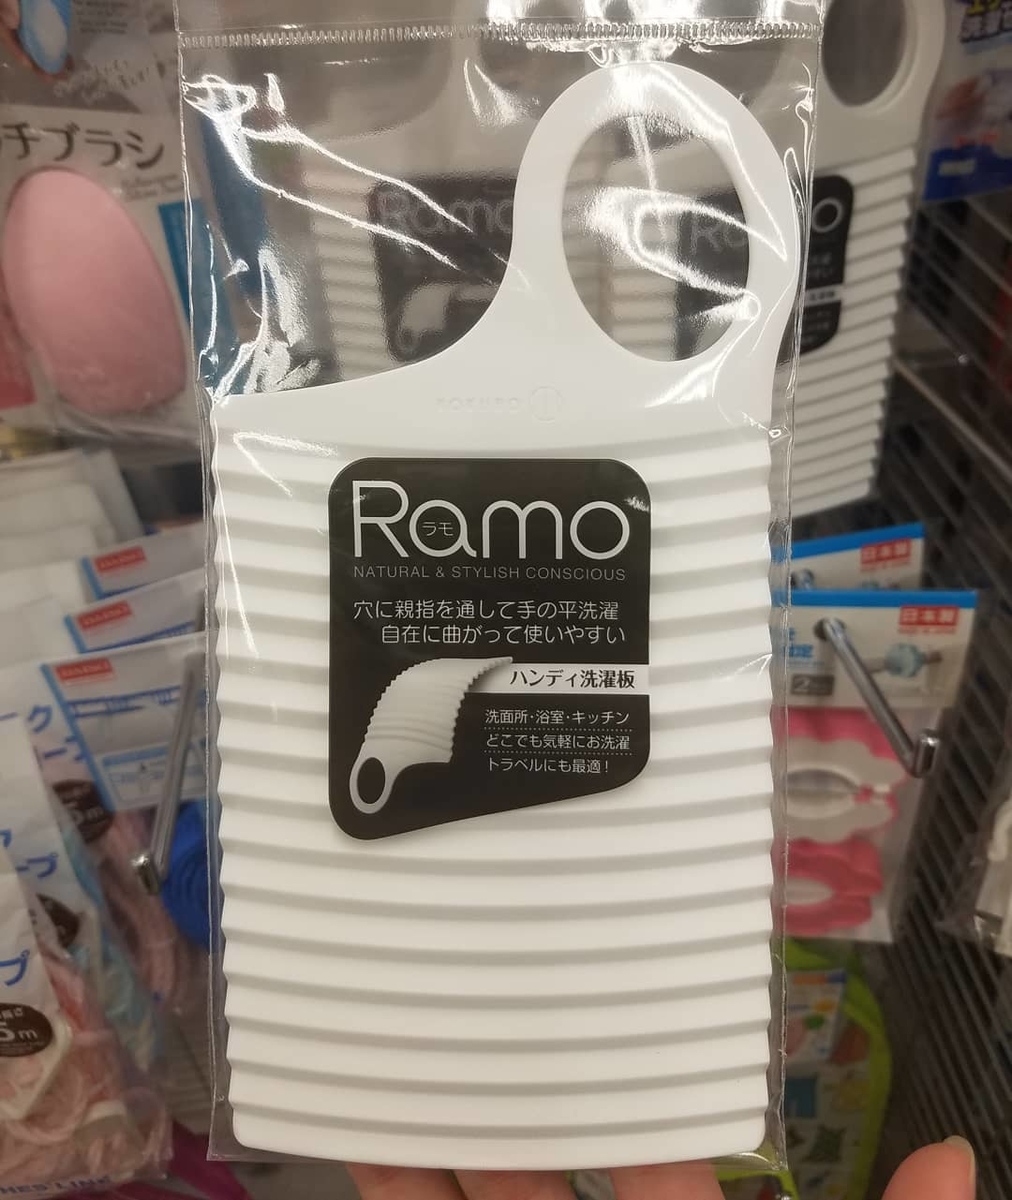 チブラシ
Ramo
ラモ
NATURAL & STYLISH CONSCIOUS
穴に親指を通して手の平洗濯
自在に曲がって使いやすい
ハンディ洗濯板
洗面所・浴室・キッチン
どこでも気軽にお洗濯
トラベルにも最適!
日本製
日本製